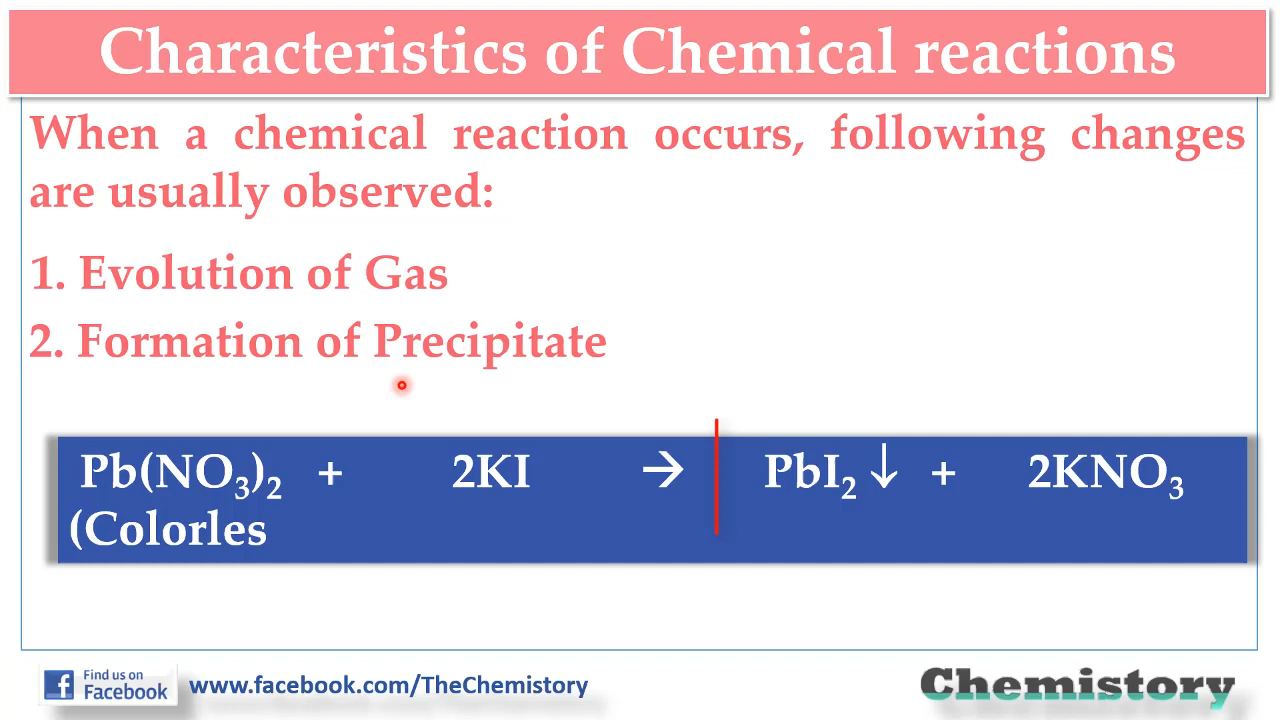 Characteristics of Chemical reactions
When a chemical reaction occurs, following changes
are usually observed:
1. Evolution of Gas
2. Formation of Precipitate
Pb(NO₃)₂ + 2KI → PbI₂ ↓ + 2KNO₃
(Colorles
Find us on
Facebook
www.facebook.com/TheChemistory
Chemistory